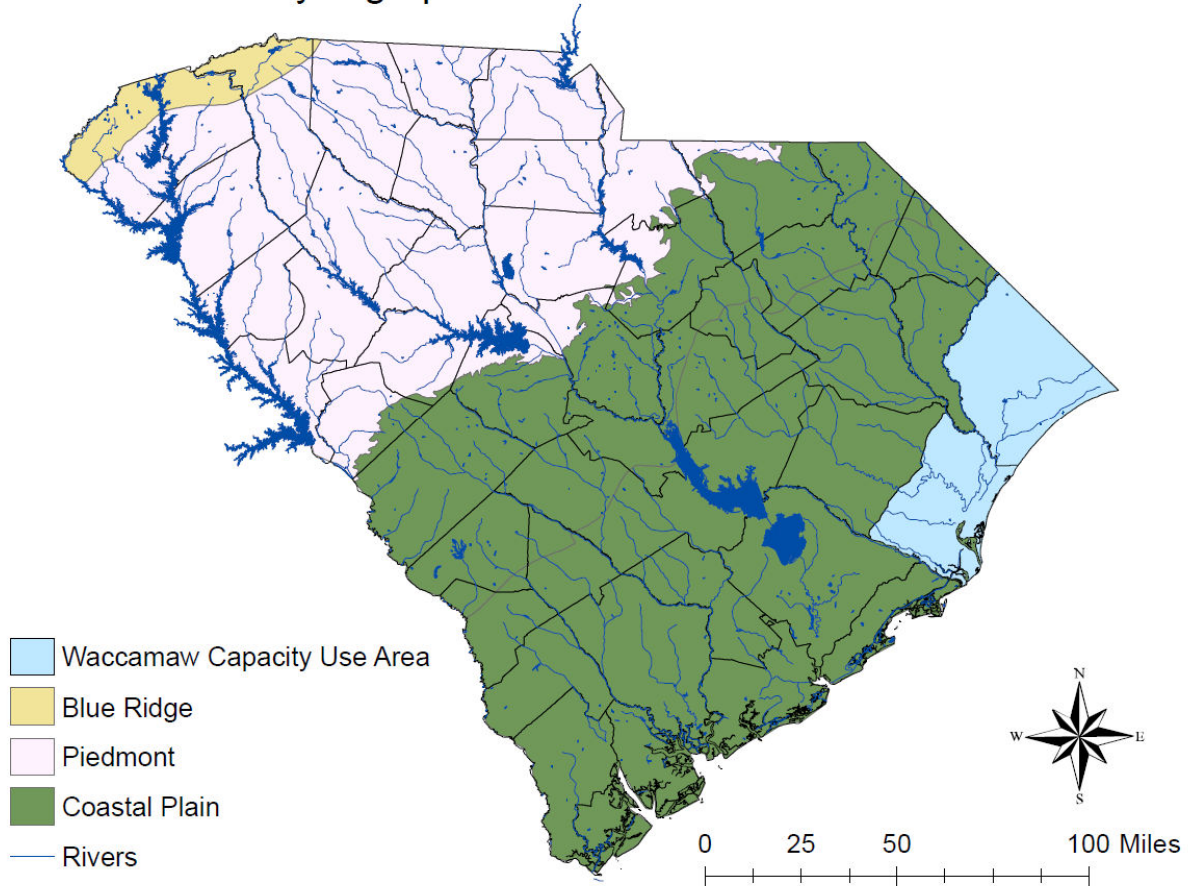 Waccamaw Capacity Use Area
Blue Ridge
Piedmont
Coastal Plain
Rivers
N
W
E
S
0 25 50 100 Miles